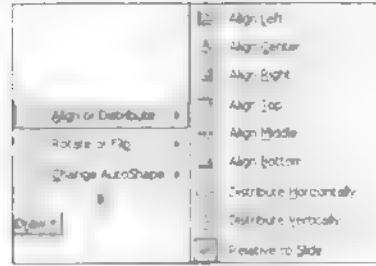 Align or Distribute
Rotate or Flip
Change AutoShape
Draw
Align Left
Align Center
Align Right
Align Top
Align Middle
Align Bottom
Distribute Horizontally
Distribute Vertically
Relative to Slide